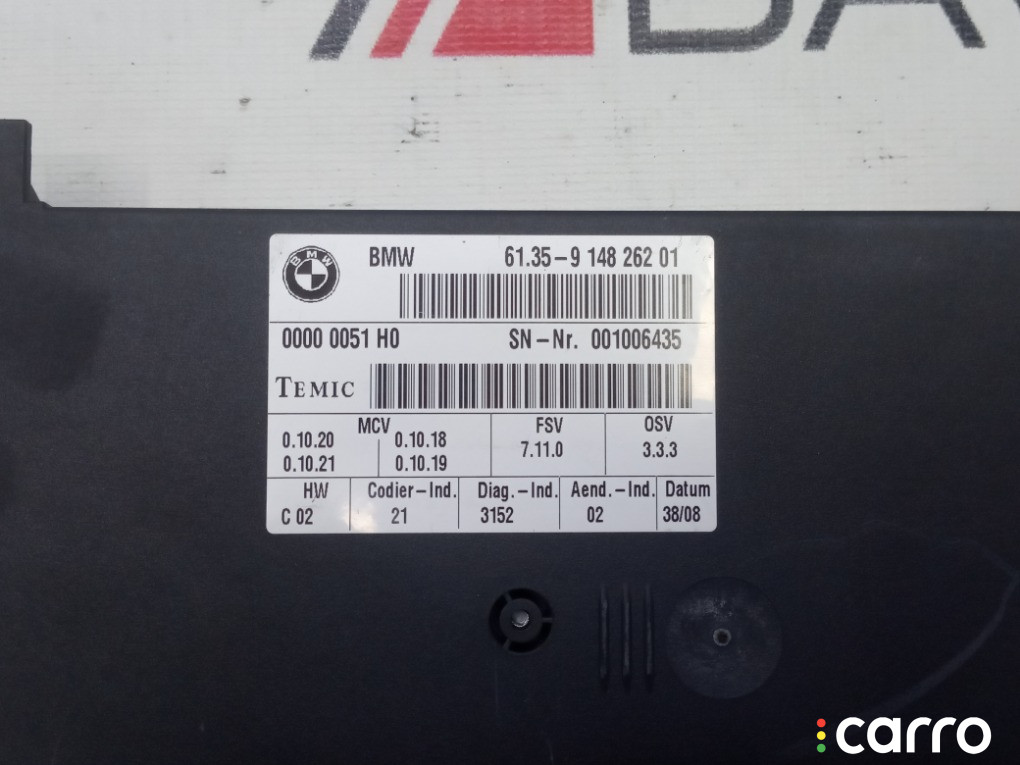 BMW
BMW 61.35-9 148 262 01
0000 0051 H0 SN-Nr. 001006435
TEMIC
MCV FSV OSV
0.10.20 0.10.18 7.11.0 3.3.3
0.10.21 0.10.19
HW Codier-Ind. Diag.-Ind. Aend.-Ind. Datum
C 02 21 3152 02 38/08
carro